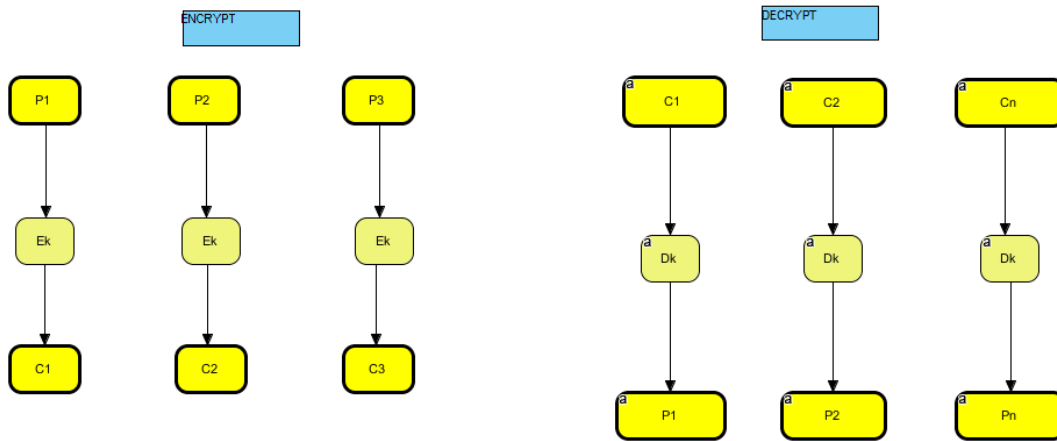 ENCRYPT
DECRYPT
P1
P2
P3
a
C1
a
C2
a
Cn
Ek
Ek
Ek
a
Dk
a
Dk
a
Dk
C1
C2
C3
a
P1
a
P2
a
Pn